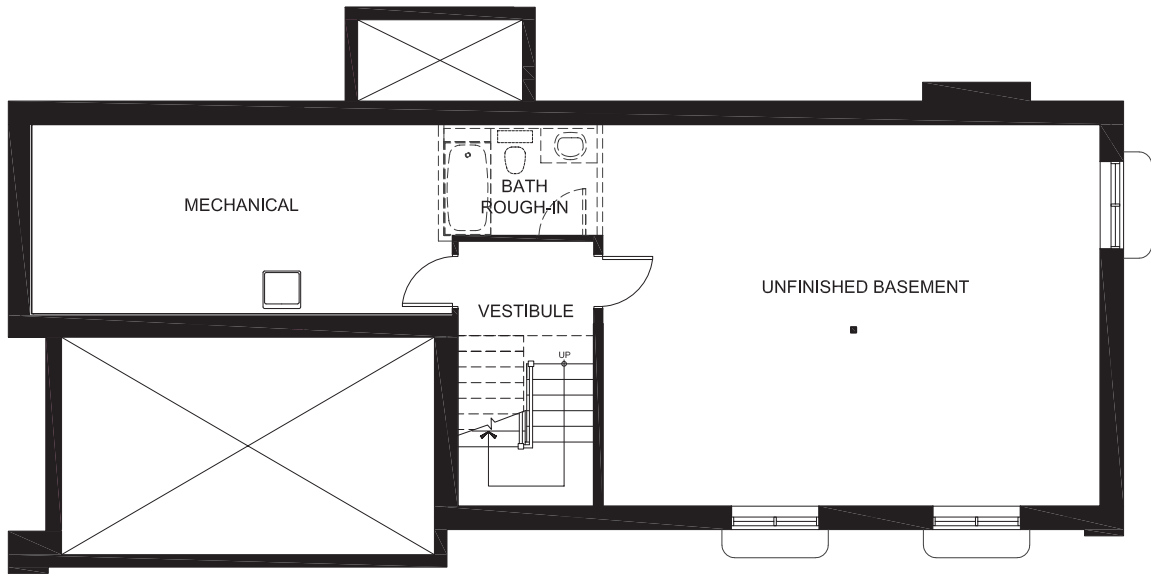 MECHANICAL
BATH
ROUGH-IN
UNFINISHED BASEMENT
VESTIBULE
UP